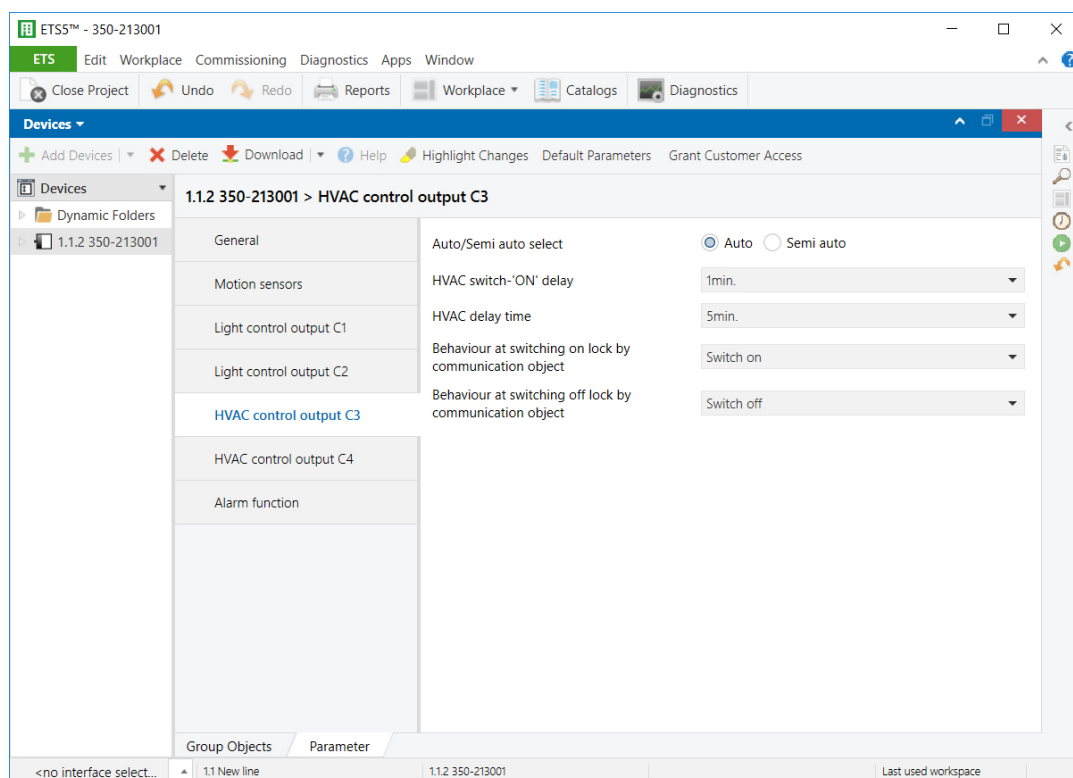 ETS5™ - 350-213001
ETS Edit Workplace Commissioning Diagnostics Apps Window
Close Project Undo Redo Reports Workplace Catalogs Diagnostics
Devices
Add Devices Delete Download Help Highlight Changes Default Parameters Grant Customer Access
Devices
Dynamic Folders
1.1.2 350-213001
1.1.2 350-213001 > HVAC control output C3
General
Motion sensors
Light control output C1
Light control output C2
HVAC control output C3
HVAC control output C4
Alarm function
Auto/Semi auto select Auto Semi auto
HVAC switch-'ON' delay 1min.
HVAC delay time 5min.
Behaviour at switching on lock by
communication object
Switch on
Behaviour at switching off lock by
communication object
Switch off
Group Objects Parameter
<no interface select... 1.1 New line 1.1.2 350-213001 Last used workspace